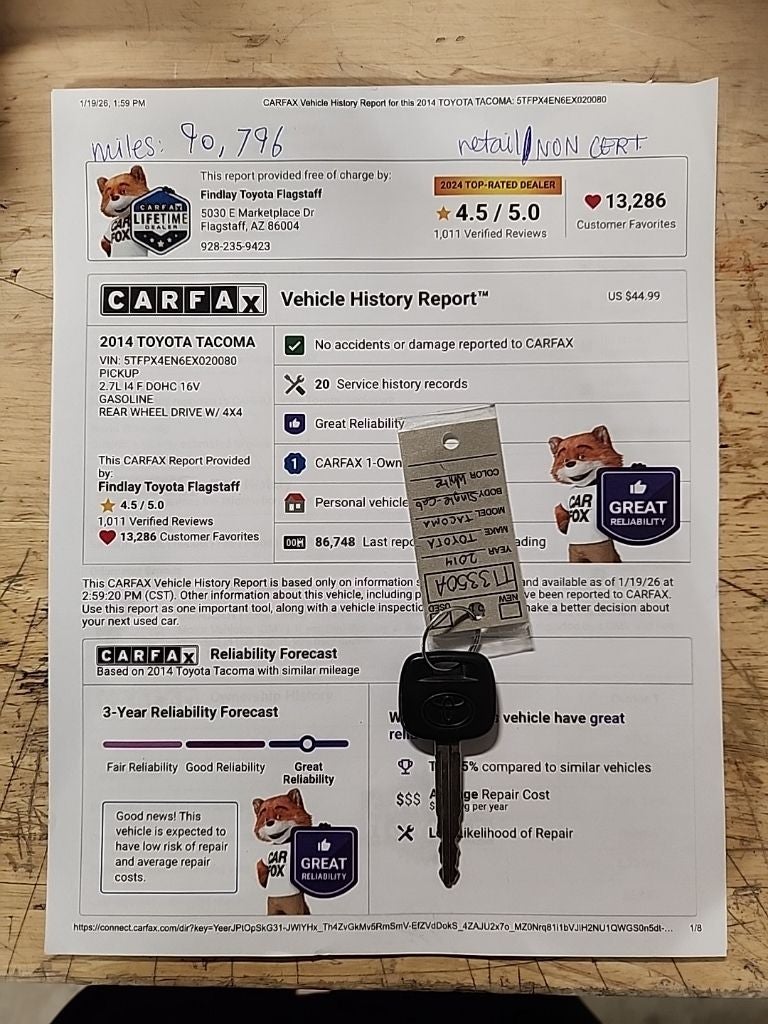 1/19/26, 1:59 PM CARFAX Vehicle History Report for this 2014 TOYOTA TACOMA: 5TFPX4EN6EX020080
miles: 90,796 retail/NON CERT
This report provided free of charge by:
Findlay Toyota Flagstaff
5030 E Marketplace Dr
Flagstaff, AZ 86004
928-235-9423
CARFAX
LIFETIME
DEALER
CAR
FOX
2024 TOP-RATED DEALER
4.5 / 5.0
1,011 Verified Reviews
13,286
Customer Favorites
CARFAX Vehicle History Report™ US $44.99
2014 TOYOTA TACOMA
VIN: 5TFPX4EN6EX020080
PICKUP
2.7L I4 F DOHC 16V
GASOLINE
REAR WHEEL DRIVE W/ 4X4
This CARFAX Report Provided
by:
Findlay Toyota Flagstaff
4.5 / 5.0
1,011 Verified Reviews
13,286 Customer Favorites
No accidents or damage reported to CARFAX
20 Service history records
Great Reliability
1 CARFAX 1-Own
Personal vehicle
86,748 Last repo ading
CAR
FOX
GREAT
RELIABILITY
NEW
USED
T13350A
YEAR 2014
MAKE TOYOTA
MODEL TACOMA
BODY Single-cab
COLOR White
This CARFAX Vehicle History Report is based only on information s and available as of 1/19/26 at
2:59:20 PM (CST). Other information about this vehicle, including p ve been reported to CARFAX.
Use this report as one important tool, along with a vehicle inspectio ake a better decision about
your next used car.
CARFAX Reliability Forecast
Based on 2014 Toyota Tacoma with similar mileage
3-Year Reliability Forecast
Fair Reliability Good Reliability Great
Reliability
Good news! This
vehicle is expected to
have low risk of repair
and average repair
costs.
CAR
FOX
GREAT
RELIABILITY
W vehicle have great
reli
T 5% compared to similar vehicles
$$$ A ge Repair Cost
$ g per year
L ikelihood of Repair
1/8